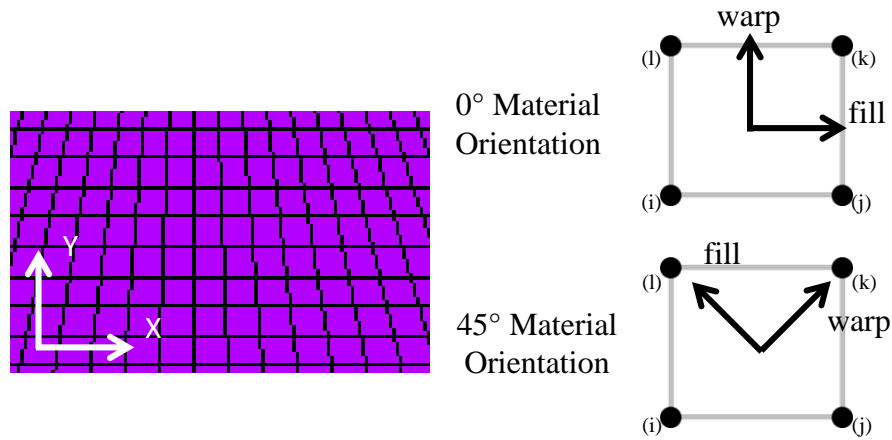 Y
X
0° Material
Orientation
warp
(l)
(k)
fill
(i)
(j)
45° Material
Orientation
fill
(l)
(k)
warp
(i)
(j)